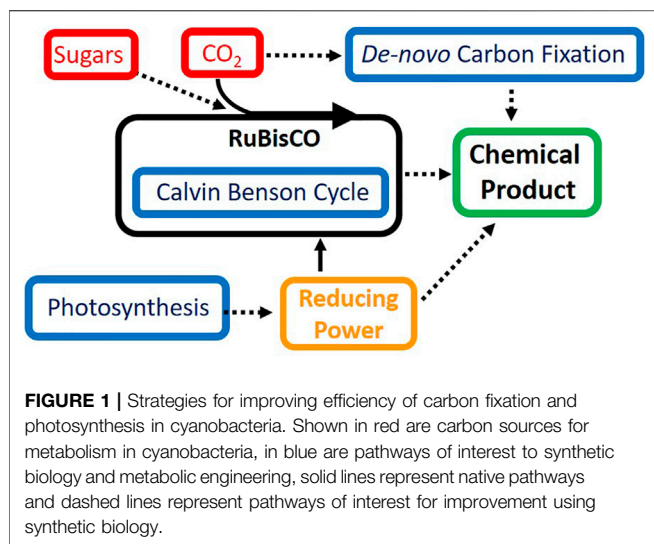 Sugars
CO2
De-novo Carbon Fixation
RuBisCO
Calvin Benson Cycle
Chemical
Product
Photosynthesis
Reducing
Power
FIGURE 1 | Strategies for improving efficiency of carbon fixation and
photosynthesis in cyanobacteria. Shown in red are carbon sources for
metabolism in cyanobacteria, in blue are pathways of interest to synthetic
biology and metabolic engineering, solid lines represent native pathways
and dashed lines represent pathways of interest for improvement using
synthetic biology.